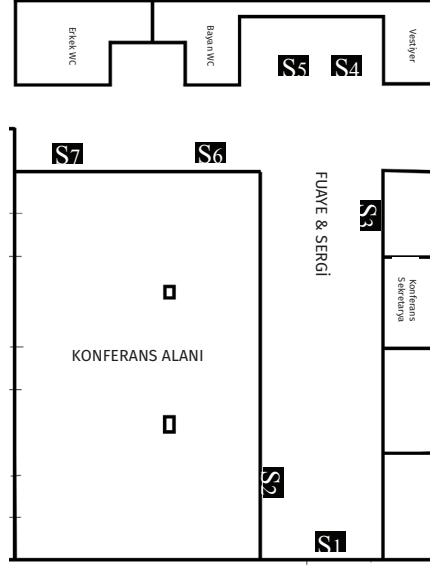 Erkek WC
Bayan WC
Vestiyer
S5
S4
S7
S6
S3
FUAYE & SERGİ
Konferans
Sekretarya
KONFERANS ALANI
S2
S1